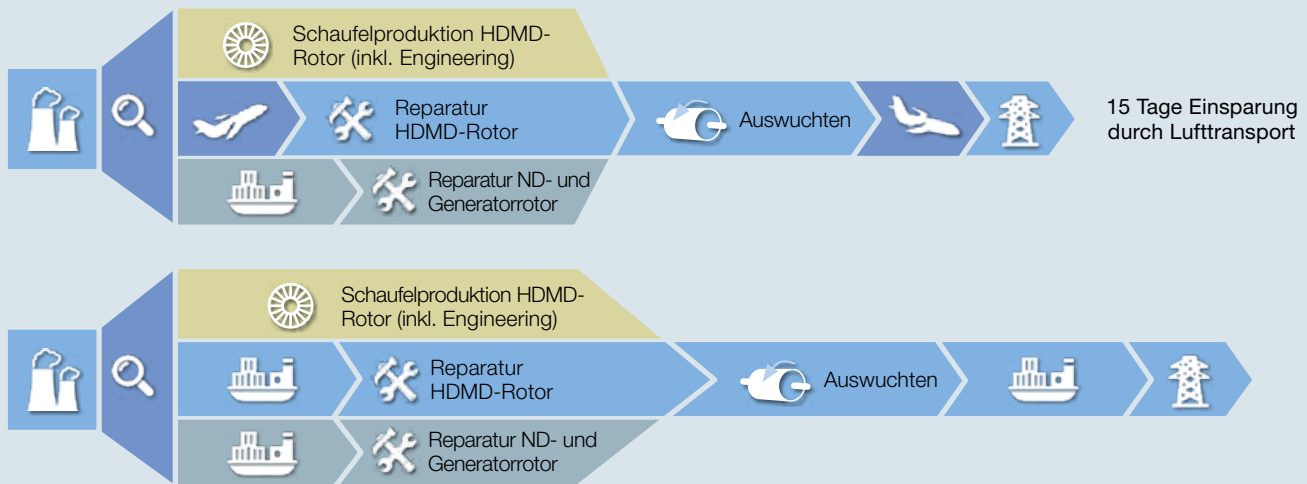 Schaufelproduktion HDMD-
Rotor (inkl. Engineering)
Reparatur
HDMD-Rotor
Auswuchten
15 Tage Einsparung
durch Lufttransport
Reparatur ND- und
Generatorrotor
Schaufelproduktion HDMD-
Rotor (inkl. Engineering)
Reparatur
HDMD-Rotor
Auswuchten
Reparatur ND- und
Generatorrotor